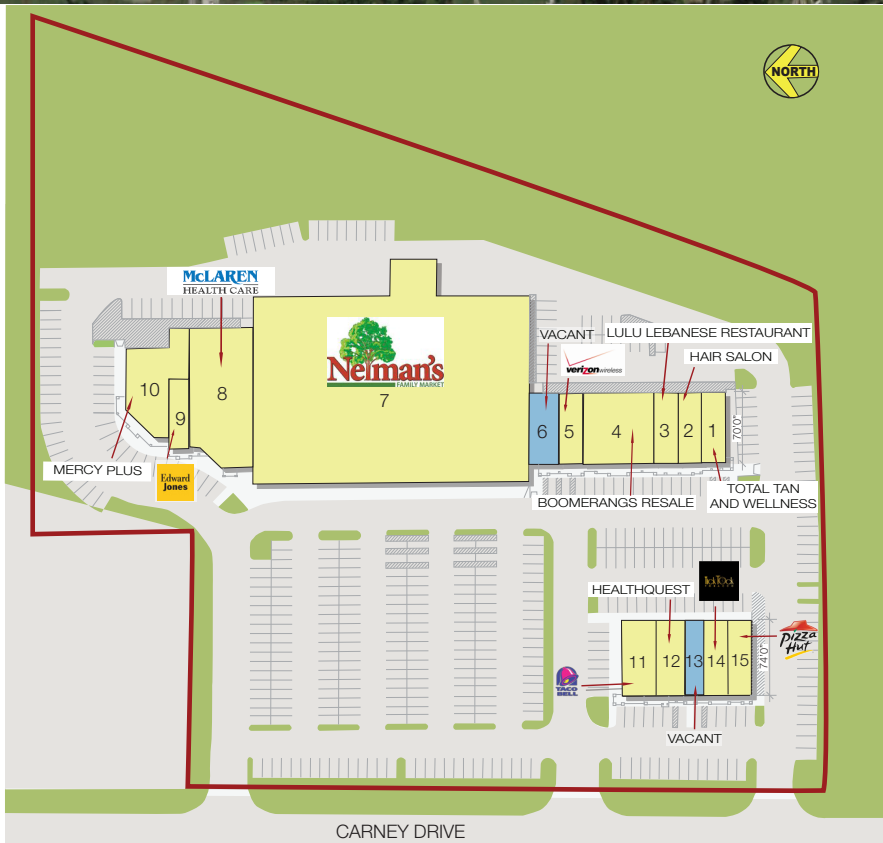 NORTH
McLAREN
HEALTH CARE
Neiman's
FAMILY MARKET
VACANT
LULU LEBANESE RESTAURANT
verizonwireless
HAIR SALON
10
9
8
7
6
5
4
3
2
1
70'0"
MERCY PLUS
Edward
Jones
BOOMERANGS RESALE
TOTAL TAN
AND WELLNESS
HEALTHQUEST
Pizza
Hut
11
12
13
14
15
74'0"
TACO
BELL
VACANT
CARNEY DRIVE